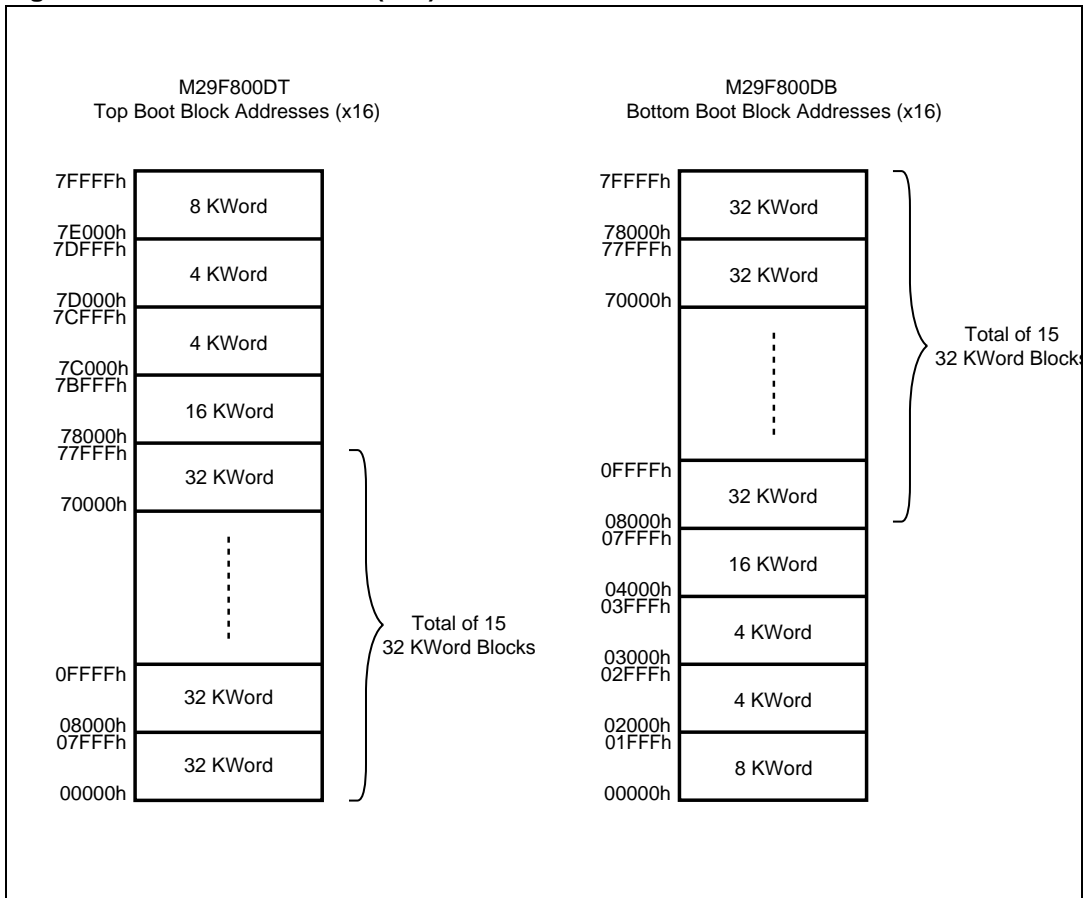 M29F800DT
Top Boot Block Addresses (x16)
7FFFFh
8 KWord
7E000h
7DFFFh
4 KWord
7D000h
7CFFFh
4 KWord
7C000h
7BFFFh
16 KWord
78000h
77FFFh
32 KWord
70000h
Total of 15
32 KWord Blocks
0FFFFh
32 KWord
08000h
07FFFh
32 KWord
00000h
M29F800DB
Bottom Boot Block Addresses (x16)
7FFFFh
32 KWord
78000h
77FFFh
32 KWord
70000h
Total of 15
32 KWord Blocks
0FFFFh
32 KWord
08000h
07FFFh
16 KWord
04000h
03FFFh
4 KWord
03000h
02FFFh
4 KWord
02000h
01FFFh
8 KWord
00000h